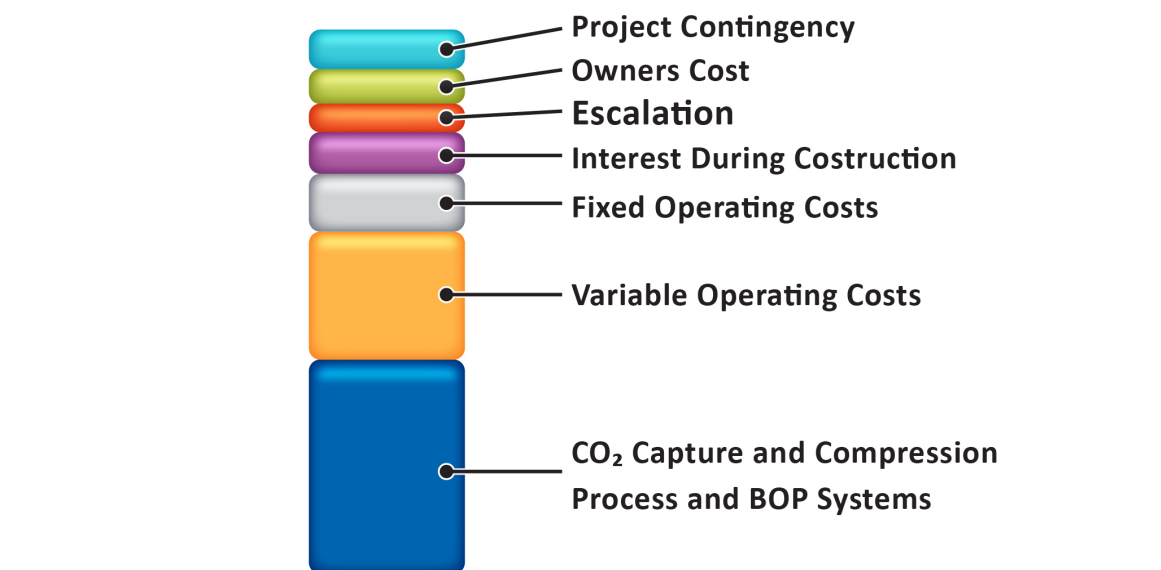 Project Contingency
Owners Cost
Escalation
Interest During Costruction
Fixed Operating Costs
Variable Operating Costs
CO₂ Capture and Compression
Process and BOP Systems